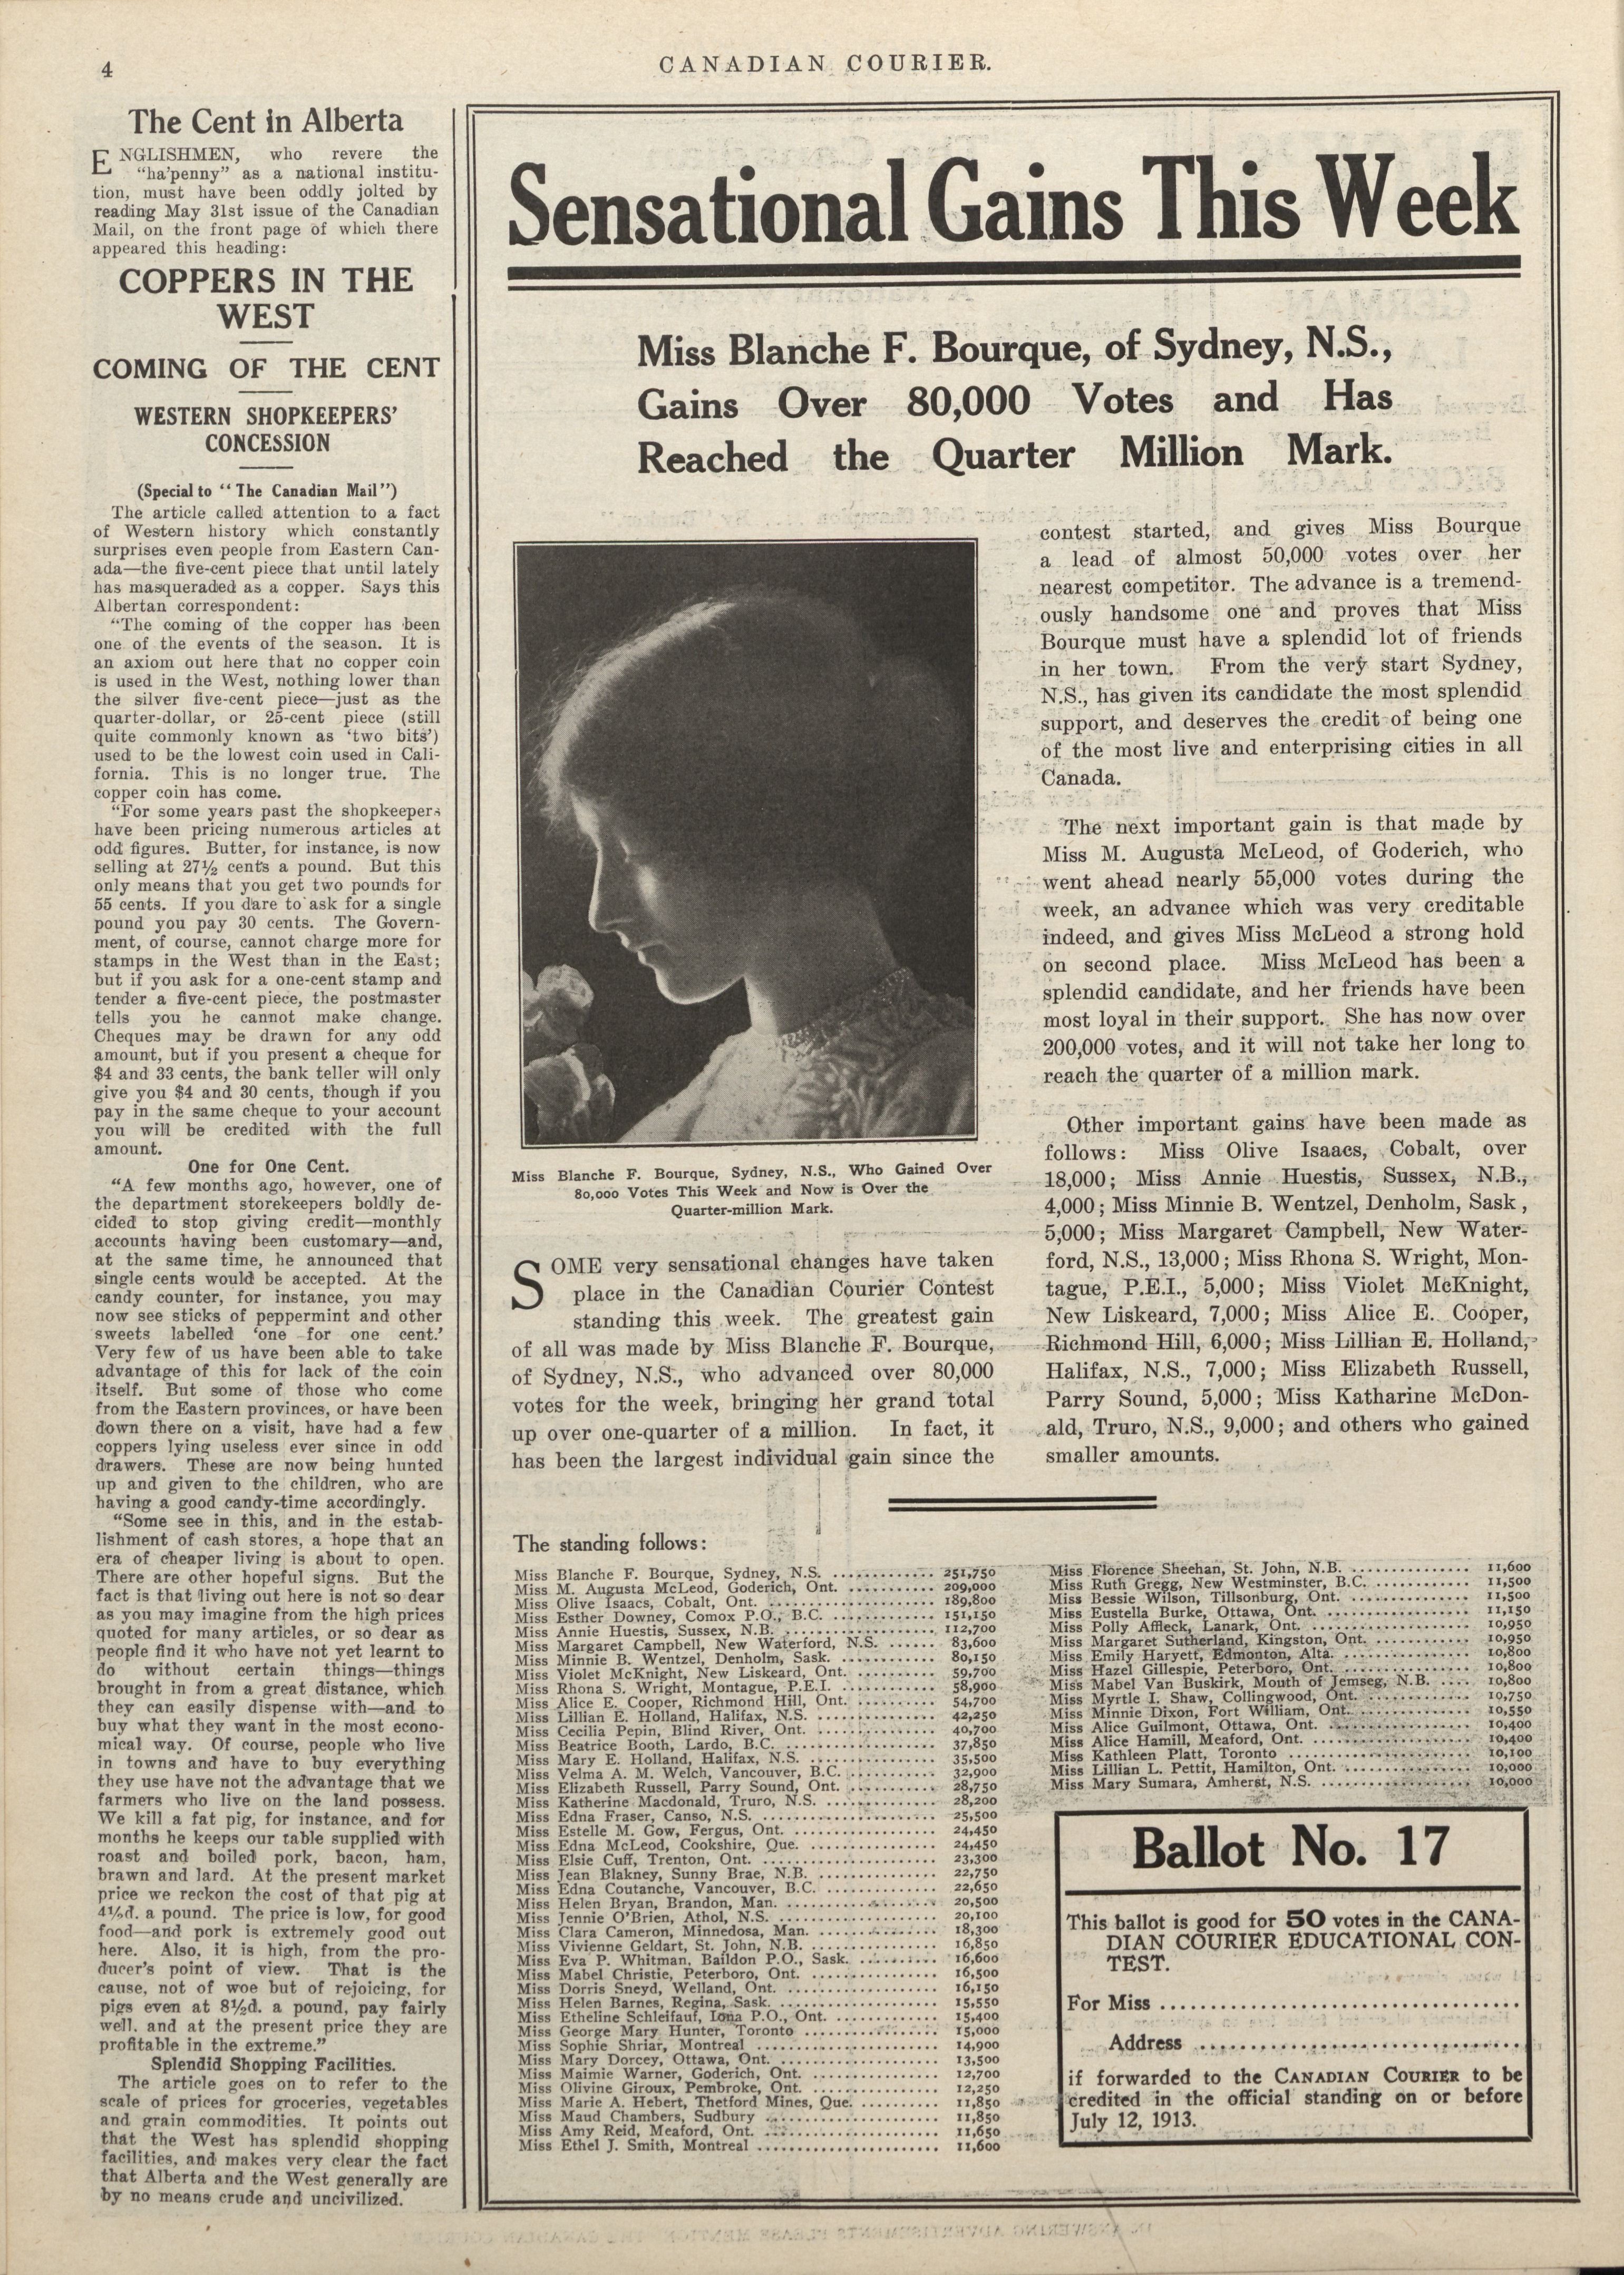 4
CANADIAN COURIER.
The Cent in Alberta
ENGLISHMEN, who revere the
"ha'penny" as a national institu-
tion, must have been oddly jolted by
reading May 31st issue of the Canadian
Mail, on the front page of which there
appeared this heading:
COPPERS IN THE
WEST
COMING OF THE CENT
WESTERN SHOPKEEPERS'
CONCESSION
(Special to "The Canadian Mail")
The article called attention to a fact
of Western history which constantly
surprises even people from Eastern Can-
ada—the five-cent piece that until lately
has masqueraded as a copper. Says this
Albertan correspondent:
"The coming of the copper has been
one of the events of the season. It is
an axiom out here that no copper coin
is used in the West, nothing lower than
the silver five-cent piece—just as the
quarter-dollar, or 25-cent piece (still
quite commonly known as 'two bits')
used to be the lowest coin used in Cali-
fornia. This is no longer true. The
copper coin has come.
"For some years past the shopkeepers
have been pricing numerous articles at
odd figures. Butter, for instance, is now
selling at 27½ cents a pound. But this
only means that you get two pounds for
55 cents. If you dare to ask for a single
pound you pay 30 cents. The Govern-
ment, of course, cannot charge more for
stamps in the West than in the East;
but if you ask for a one-cent stamp and
tender a five-cent piece, the postmaster
tells you he cannot make change.
Cheques may be drawn for any odd
amount, but if you present a cheque for
$4 and 33 cents, the bank teller will only
give you $4 and 30 cents, though if you
pay in the same cheque to your account
you will be credited with the full
amount.
One for One Cent.
"A few months ago, however, one of
the department storekeepers boldly de-
cided to stop giving credit—monthly
accounts having been customary—and,
at the same time, he announced that
single cents would be accepted. At the
candy counter, for instance, you may
now see sticks of peppermint and other
sweets labelled 'one for one cent.'
Very few of us have been able to take
advantage of this for lack of the coin
itself. But some of those who come
from the Eastern provinces, or have been
down there on a visit, have had a few
coppers lying useless ever since in odd
drawers. These are now being hunted
up and given to the children, who are
having a good candy-time accordingly.
"Some see in this, and in the estab-
lishment of cash stores, a hope that an
era of cheaper living is about to open.
There are other hopeful signs. But the
fact is that living out here is not so dear
as you may imagine from the high prices
quoted for many articles, or so dear as
people find it who have not yet learnt to
do without certain things—things
brought in from a great distance, which
they can easily dispense with—and to
buy what they want in the most econo-
mical way. Of course, people who live
in towns and have to buy everything
they use have not the advantage that we
farmers who live on the land possess.
We kill a fat pig, for instance, and for
months he keeps our table supplied with
roast and boiled pork, bacon, ham,
brawn and lard. At the present market
price we reckon the cost of that pig at
4½d. a pound. The price is low, for good
food—and pork is extremely good out
here. Also, it is high, from the pro-
ducer's point of view. That is the
cause, not of woe but of rejoicing, for
pigs even at 8½d. a pound, pay fairly
well, and at the present price they are
profitable in the extreme."
Splendid Shopping Facilities.
The article goes on to refer to the
scale of prices for groceries, vegetables
and grain commodities. It points out
that the West has splendid shopping
facilities, and makes very clear the fact
that Alberta and the West generally are
by no means crude and uncivilized.
Sensational Gains This Week
Miss Blanche F. Bourque, of Sydney, N.S.,
Gains Over 80,000 Votes and Has
Reached the Quarter Million Mark.
Miss Blanche F. Bourque, Sydney, N.S., Who Gained Over
80,000 Votes This Week and Now is Over the
Quarter-million Mark.
SOME very sensational changes have taken
place in the Canadian Courier Contest
standing this week. The greatest gain
of all was made by Miss Blanche F. Bourque,
of Sydney, N.S., who advanced over 80,000
votes for the week, bringing her grand total
up over one-quarter of a million. In fact, it
has been the largest individual gain since the
contest started, and gives Miss Bourque
a lead of almost 50,000 votes over her
nearest competitor. The advance is a tremend-
ously handsome one and proves that Miss
Bourque must have a splendid lot of friends
in her town. From the very start Sydney,
N.S., has given its candidate the most splendid
support, and deserves the credit of being one
of the most live and enterprising cities in all
Canada.
The next important gain is that made by
Miss M. Augusta McLeod, of Goderich, who
went ahead nearly 55,000 votes during the
week, an advance which was very creditable
indeed, and gives Miss McLeod a strong hold
on second place. Miss McLeod has been a
splendid candidate, and her friends have been
most loyal in their support. She has now over
200,000 votes, and it will not take her long to
reach the quarter of a million mark.
Other important gains have been made as
follows: Miss Olive Isaacs, Cobalt, over
18,000; Miss Annie Huestis, Sussex, N.B.,
4,000; Miss Minnie B. Wentzel, Denholm, Sask,
5,000; Miss Margaret Campbell, New Water-
ford, N.S., 13,000; Miss Rhona S. Wright, Mon-
tague, P.E.I., 5,000; Miss Violet McKnight,
New Liskeard, 7,000; Miss Alice E. Cooper,
Richmond Hill, 6,000; Miss Lillian E. Holland,
Halifax, N.S., 7,000; Miss Elizabeth Russell,
Parry Sound, 5,000; Miss Katharine McDon-
ald, Truro, N.S., 9,000; and others who gained
smaller amounts.
The standing follows:
Miss Blanche F. Bourque, Sydney, N.S. ............ 251,750
Miss M. Augusta McLeod, Goderich, Ont. .......... 209,000
Miss Olive Isaacs, Cobalt, Ont. .................... 189,800
Miss Esther Downey, Comox P.O., B.C. ............ 151,150
Miss Annie Huestis, Sussex, N.B. .................. 112,700
Miss Margaret Campbell, New Waterford, N.S. ...... 83,600
Miss Minnie B. Wentzel, Denholm, Sask. ............ 80,150
Miss Violet McKnight, New Liskeard, Ont. .......... 59,700
Miss Rhona S. Wright, Montague, P.E.I. ............ 58,900
Miss Alice E. Cooper, Richmond Hill, Ont. .......... 54,700
Miss Lillian E. Holland, Halifax, N.S. .............. 42,250
Miss Cecilia Pepin, Blind River, Ont. .............. 40,700
Miss Beatrice Booth, Lardo, B.C. .................. 37,850
Miss Mary E. Holland, Halifax, N.S. ................ 35,500
Miss Velma A. M. Welch, Vancouver, B.C. .......... 32,900
Miss Elizabeth Russell, Parry Sound, Ont. .......... 28,750
Miss Katherine Macdonald, Truro, N.S. ............ 28,200
Miss Edna Fraser, Canso, N.S. .................... 25,500
Miss Estelle M. Gow, Fergus, Ont. ................ 24,450
Miss Edna McLeod, Cookshire, Que. ................ 24,450
Miss Elsie Cuff, Trenton, Ont. .................... 23,300
Miss Jean Blakney, Sunny Brae, N.B. .............. 22,750
Miss Edna Coutanche, Vancouver, B.C. ............ 22,650
Miss Helen Bryan, Brandon, Man. .................. 20,500
Miss Jennie O'Brien, Athol, N.S. .................. 20,100
Miss Clara Cameron, Minnedosa, Man. .............. 18,300
Miss Vivienne Geldart, St. John, N.B. .............. 16,850
Miss Eva P. Whitman, Baildon P.O., Sask. .......... 16,600
Miss Mabel Christie, Peterboro, Ont. .............. 16,500
Miss Dorris Sneyd, Welland, Ont. .................. 16,150
Miss Helen Barnes, Regina, Sask. .................. 15,550
Miss Etheline Schleifauf, Iona P.O., Ont. ............ 15,400
Miss George Mary Hunter, Toronto ................ 15,000
Miss Sophie Shriar, Montreal ...................... 14,900
Miss Mary Dorcey, Ottawa, Ont. .................. 13,500
Miss Maimie Warner, Goderich, Ont. .............. 12,700
Miss Olivine Giroux, Pembroke, Ont. .............. 12,250
Miss Marie A. Hebert, Thetford Mines, Que. ........ 11,850
Miss Maud Chambers, Sudbury .................... 11,850
Miss Amy Reid, Meaford, Ont. .................... 11,650
Miss Ethel J. Smith, Montreal ...................... 11,600
Miss Florence Sheehan, St. John, N.B. .............. 11,600
Miss Ruth Gregg, New Westminster, B.C. .......... 11,500
Miss Bessie Wilson, Tillsonburg, Ont. .............. 11,500
Miss Eustella Burke, Ottawa, Ont. ................ 11,150
Miss Polly Affleck, Lanark, Ont. .................. 10,950
Miss Margaret Sutherland, Kingston, Ont. .......... 10,950
Miss Emily Haryett, Edmonton, Alta. .............. 10,800
Miss Hazel Gillespie, Peterboro, Ont. .............. 10,800
Miss Mabel Van Buskirk, Mouth of Jemseg, N.B. .... 10,800
Miss Myrtle I. Shaw, Collingwood, Ont. ............ 10,750
Miss Minnie Dixon, Fort William, Ont. .............. 10,550
Miss Alice Guilmont, Ottawa, Ont. ................ 10,400
Miss Alice Hamill, Meaford, Ont. .................. 10,400
Miss Kathleen Platt, Toronto ...................... 10,100
Miss Lillian L. Pettit, Hamilton, Ont. .............. 10,000
Miss Mary Sumara, Amherst, N.S. ................ 10,000
Ballot No. 17
This ballot is good for 50 votes in the CANA-
DIAN COURIER EDUCATIONAL CON-
TEST.
For Miss ........................................
Address ....................................
if forwarded to the CANADIAN COURIER to be
credited in the official standing on or before
July 12, 1913.